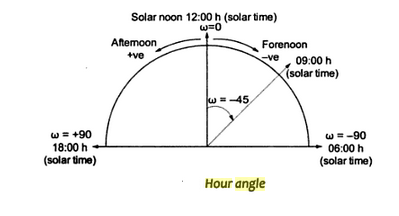 Solar noon 12:00 h (solar time)
ω=0
Afternoon
+ve
Forenoon
–ve
09:00 h
(solar time)
ω = –45
ω = +90
18:00 h
(solar time)
ω = –90
06:00 h
(solar time)
Hour angle